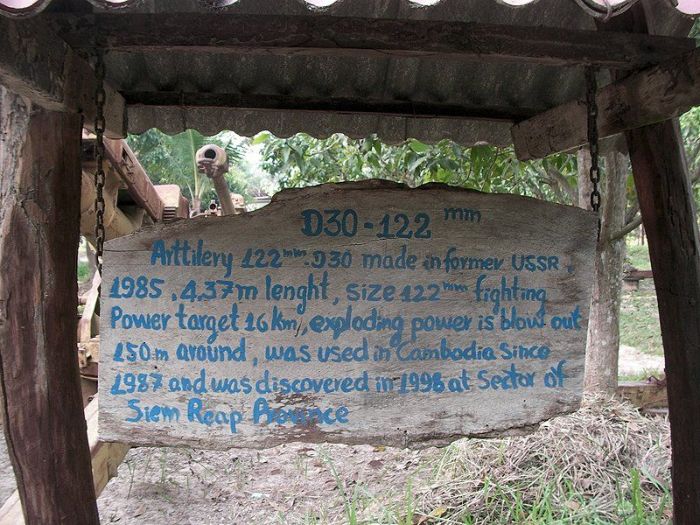 D30-122 mm
Arttilery 122mm.D30 made in former USSR,
1985, 4,37m lenght, size 122mm fighting
Power target 16 km/, exploding power is blow out
150m around, was used in Cambodia Since
1987 and was discovered in 1998 at Sector of
Siem Reap Province